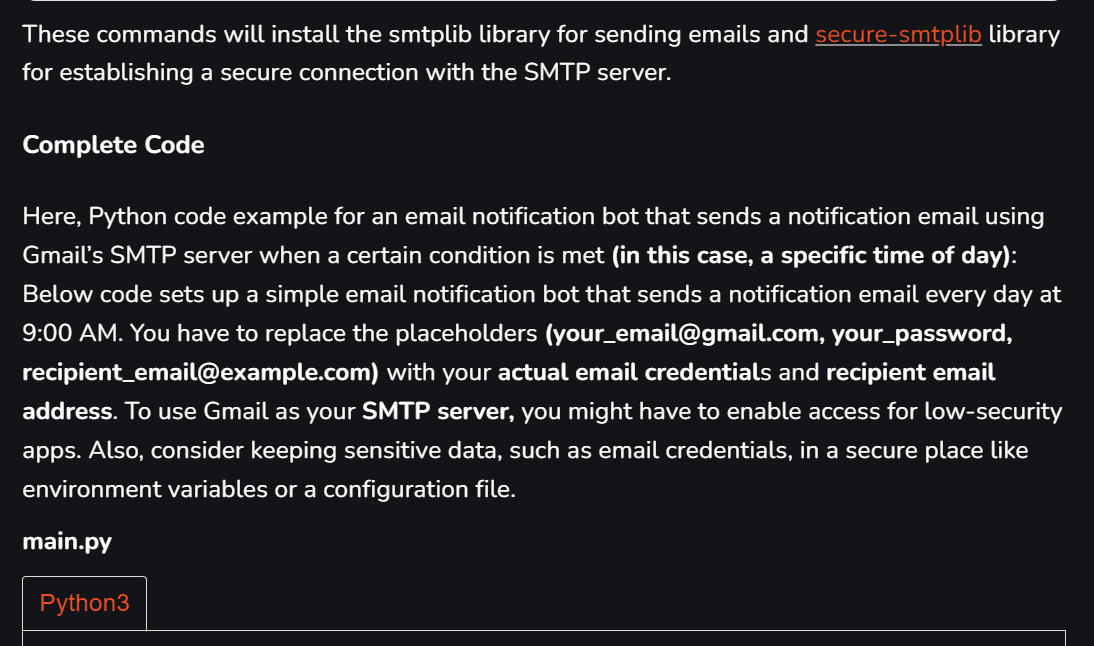 These commands will install the smtplib library for sending emails and secure-smtplib library
for establishing a secure connection with the SMTP server.
Complete Code
Here, Python code example for an email notification bot that sends a notification email using
Gmail’s SMTP server when a certain condition is met (in this case, a specific time of day):
Below code sets up a simple email notification bot that sends a notification email every day at
9:00 AM. You have to replace the placeholders (your_email@gmail.com, your_password,
recipient_email@example.com) with your actual email credentials and recipient email
address. To use Gmail as your SMTP server, you might have to enable access for low-security
apps. Also, consider keeping sensitive data, such as email credentials, in a secure place like
environment variables or a configuration file.
main.py
Python3